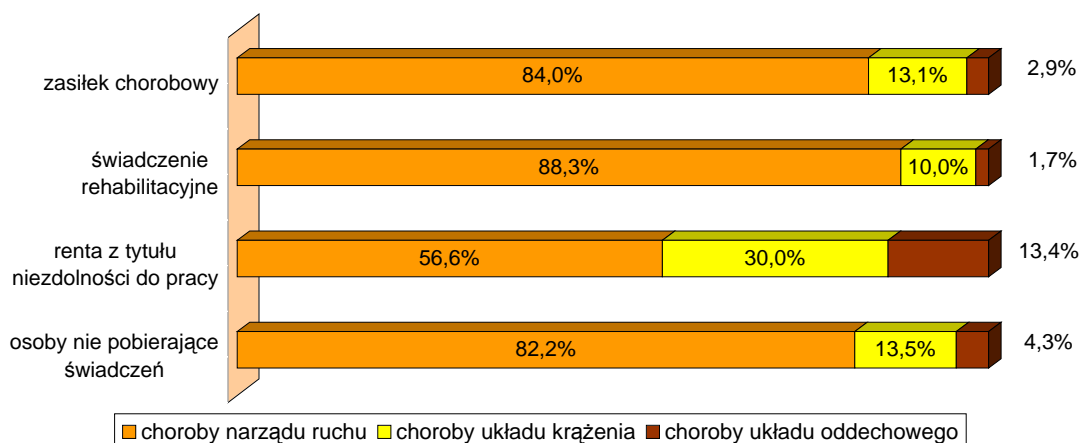 zasiłek chorobowy
84,0%
13,1%
2,9%
świadczenie
rehabilitacyjne
88,3%
10,0%
1,7%
renta z tytułu
niezdolności do pracy
56,6%
30,0%
13,4%
osoby nie pobierające
świadczeń
82,2%
13,5%
4,3%
choroby narządu ruchu
choroby układu krążenia
choroby układu oddechowego